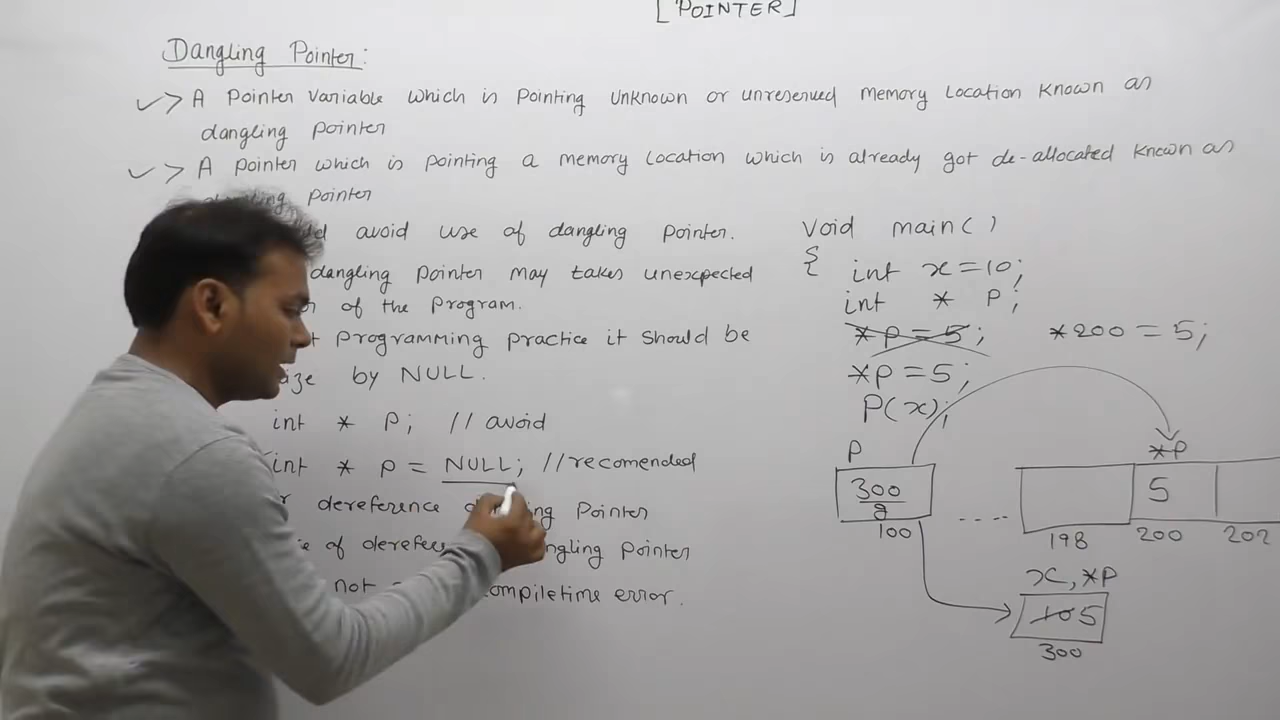 [POINTER]
Dangling Pointer:
> A Pointer variable which is pointing unknown or unreserved memory location known as
dangling pointer
> A pointer which is pointing a memory location which is already got de-allocated known as
pointer
avoid use of dangling pointer.
dangling pointer may takes unexpected
of the program.
programming practice it should be
by NULL.
int * P; // avoid
int * p = NULL; // recomended
dereference pointer
of pointer
not compiletime error.
void main()
{ int x=10;
int * P;
*p=5; *200=5;
*p=5;
P(x);
P *P
300 5
g
100 .... 198 200 202
x, *P
10 5
300